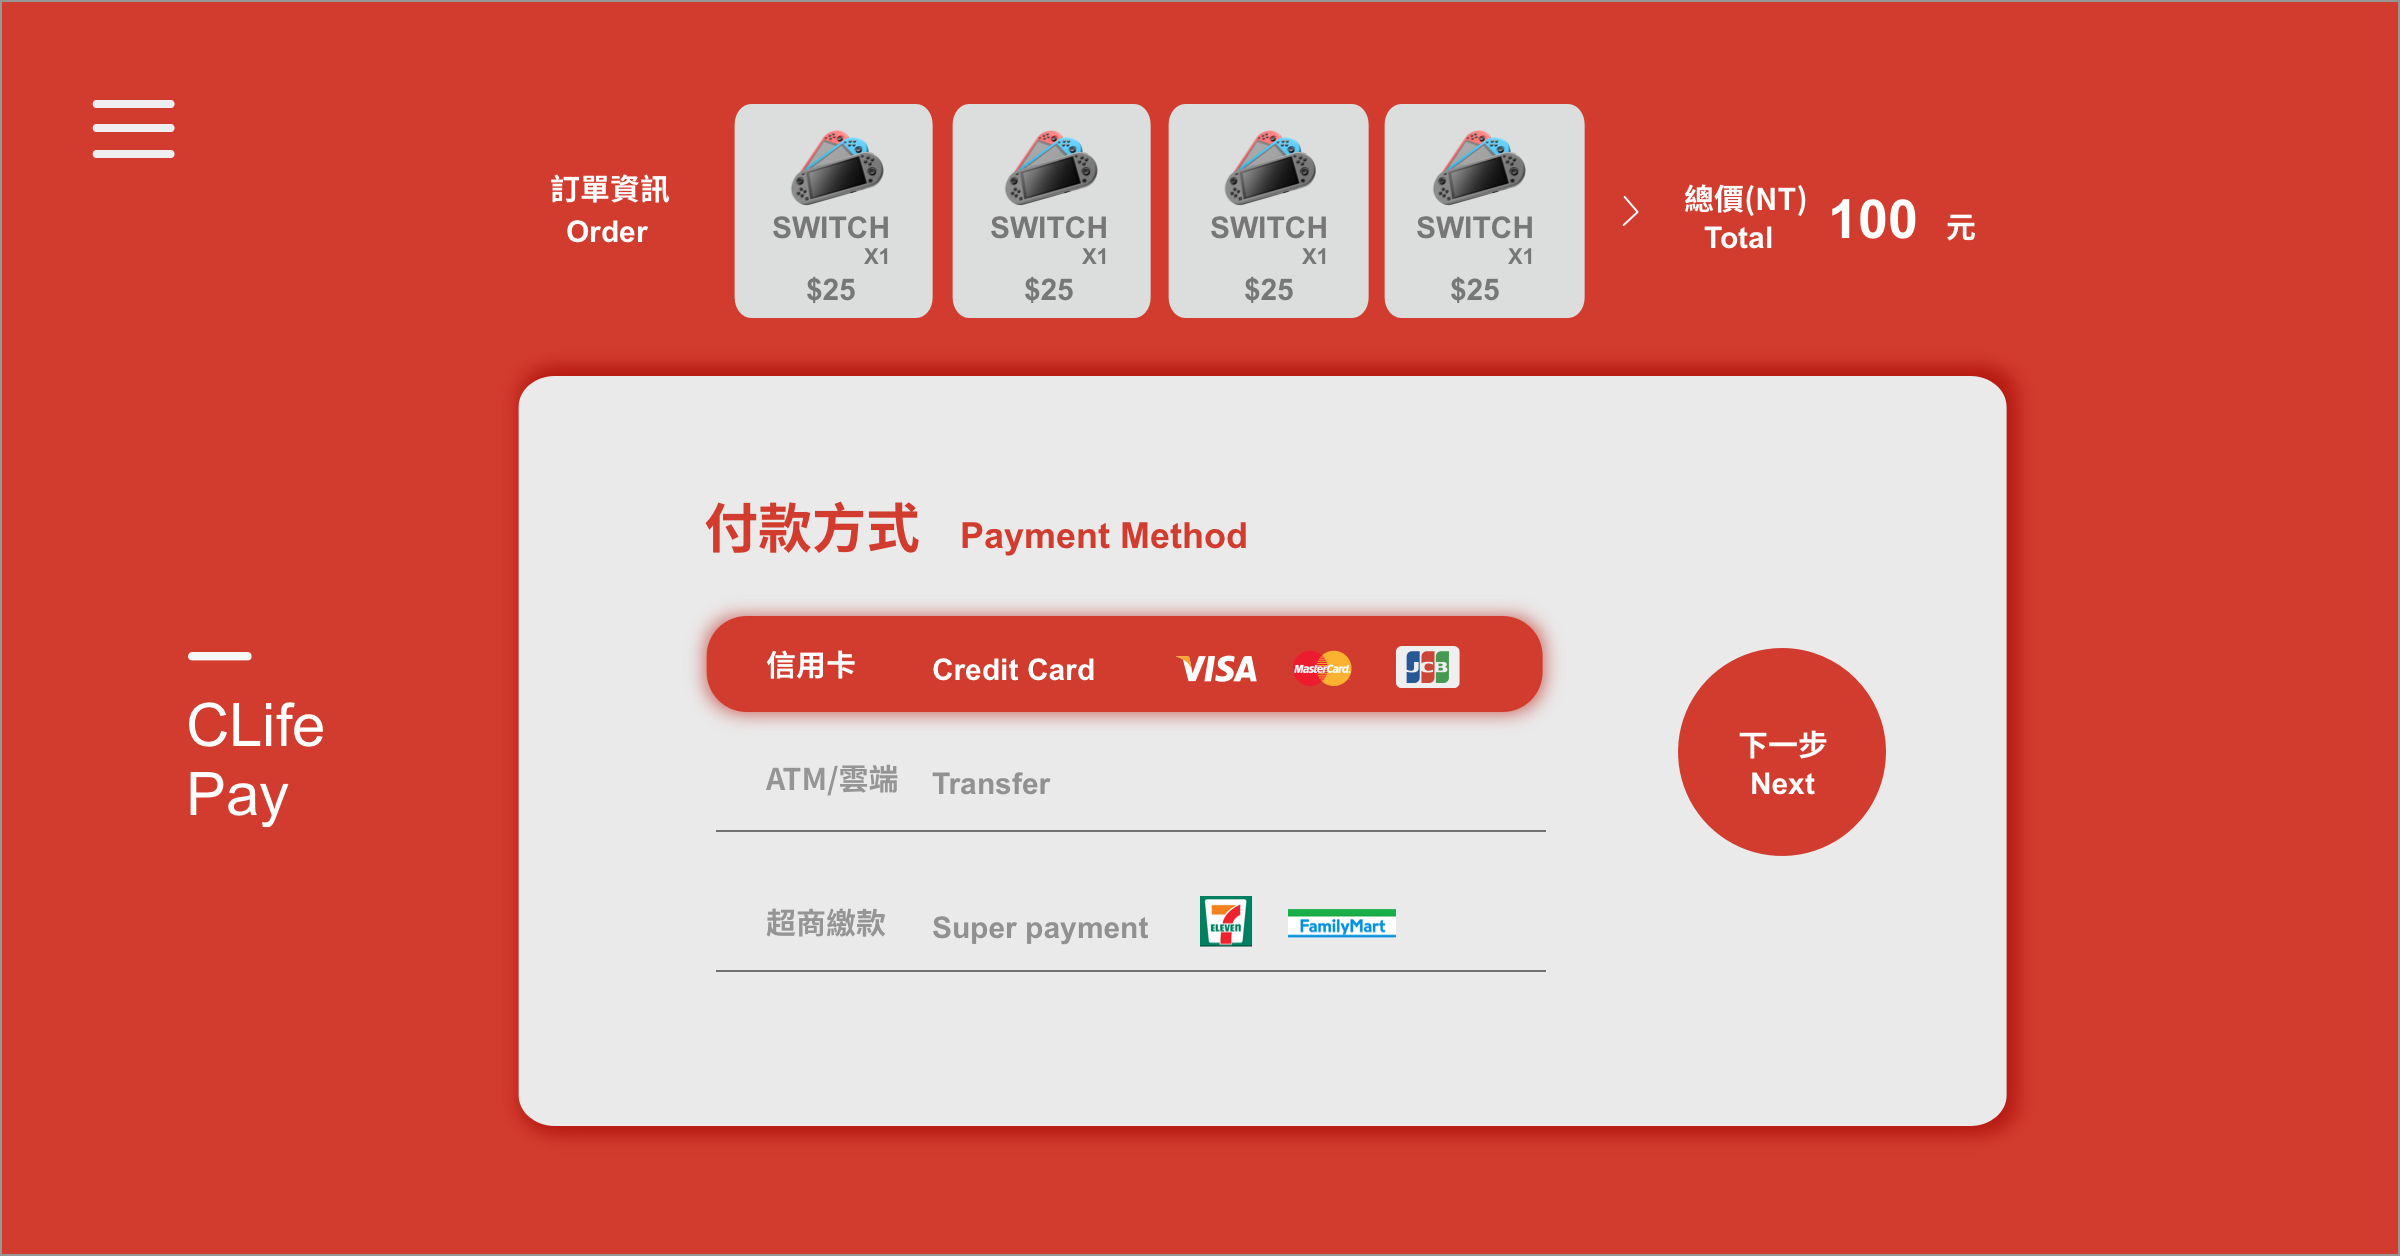 訂單資訊
Order
SWITCH
X1
$25
SWITCH
X1
$25
SWITCH
X1
$25
SWITCH
X1
$25
總價(NT)
Total
100 元
付款方式 Payment Method
信用卡 Credit Card VISA MasterCard JCB
ATM/雲端 Transfer
超商繳款 Super payment 7 ELEVEn FamilyMart
下一步
Next
CLife
Pay